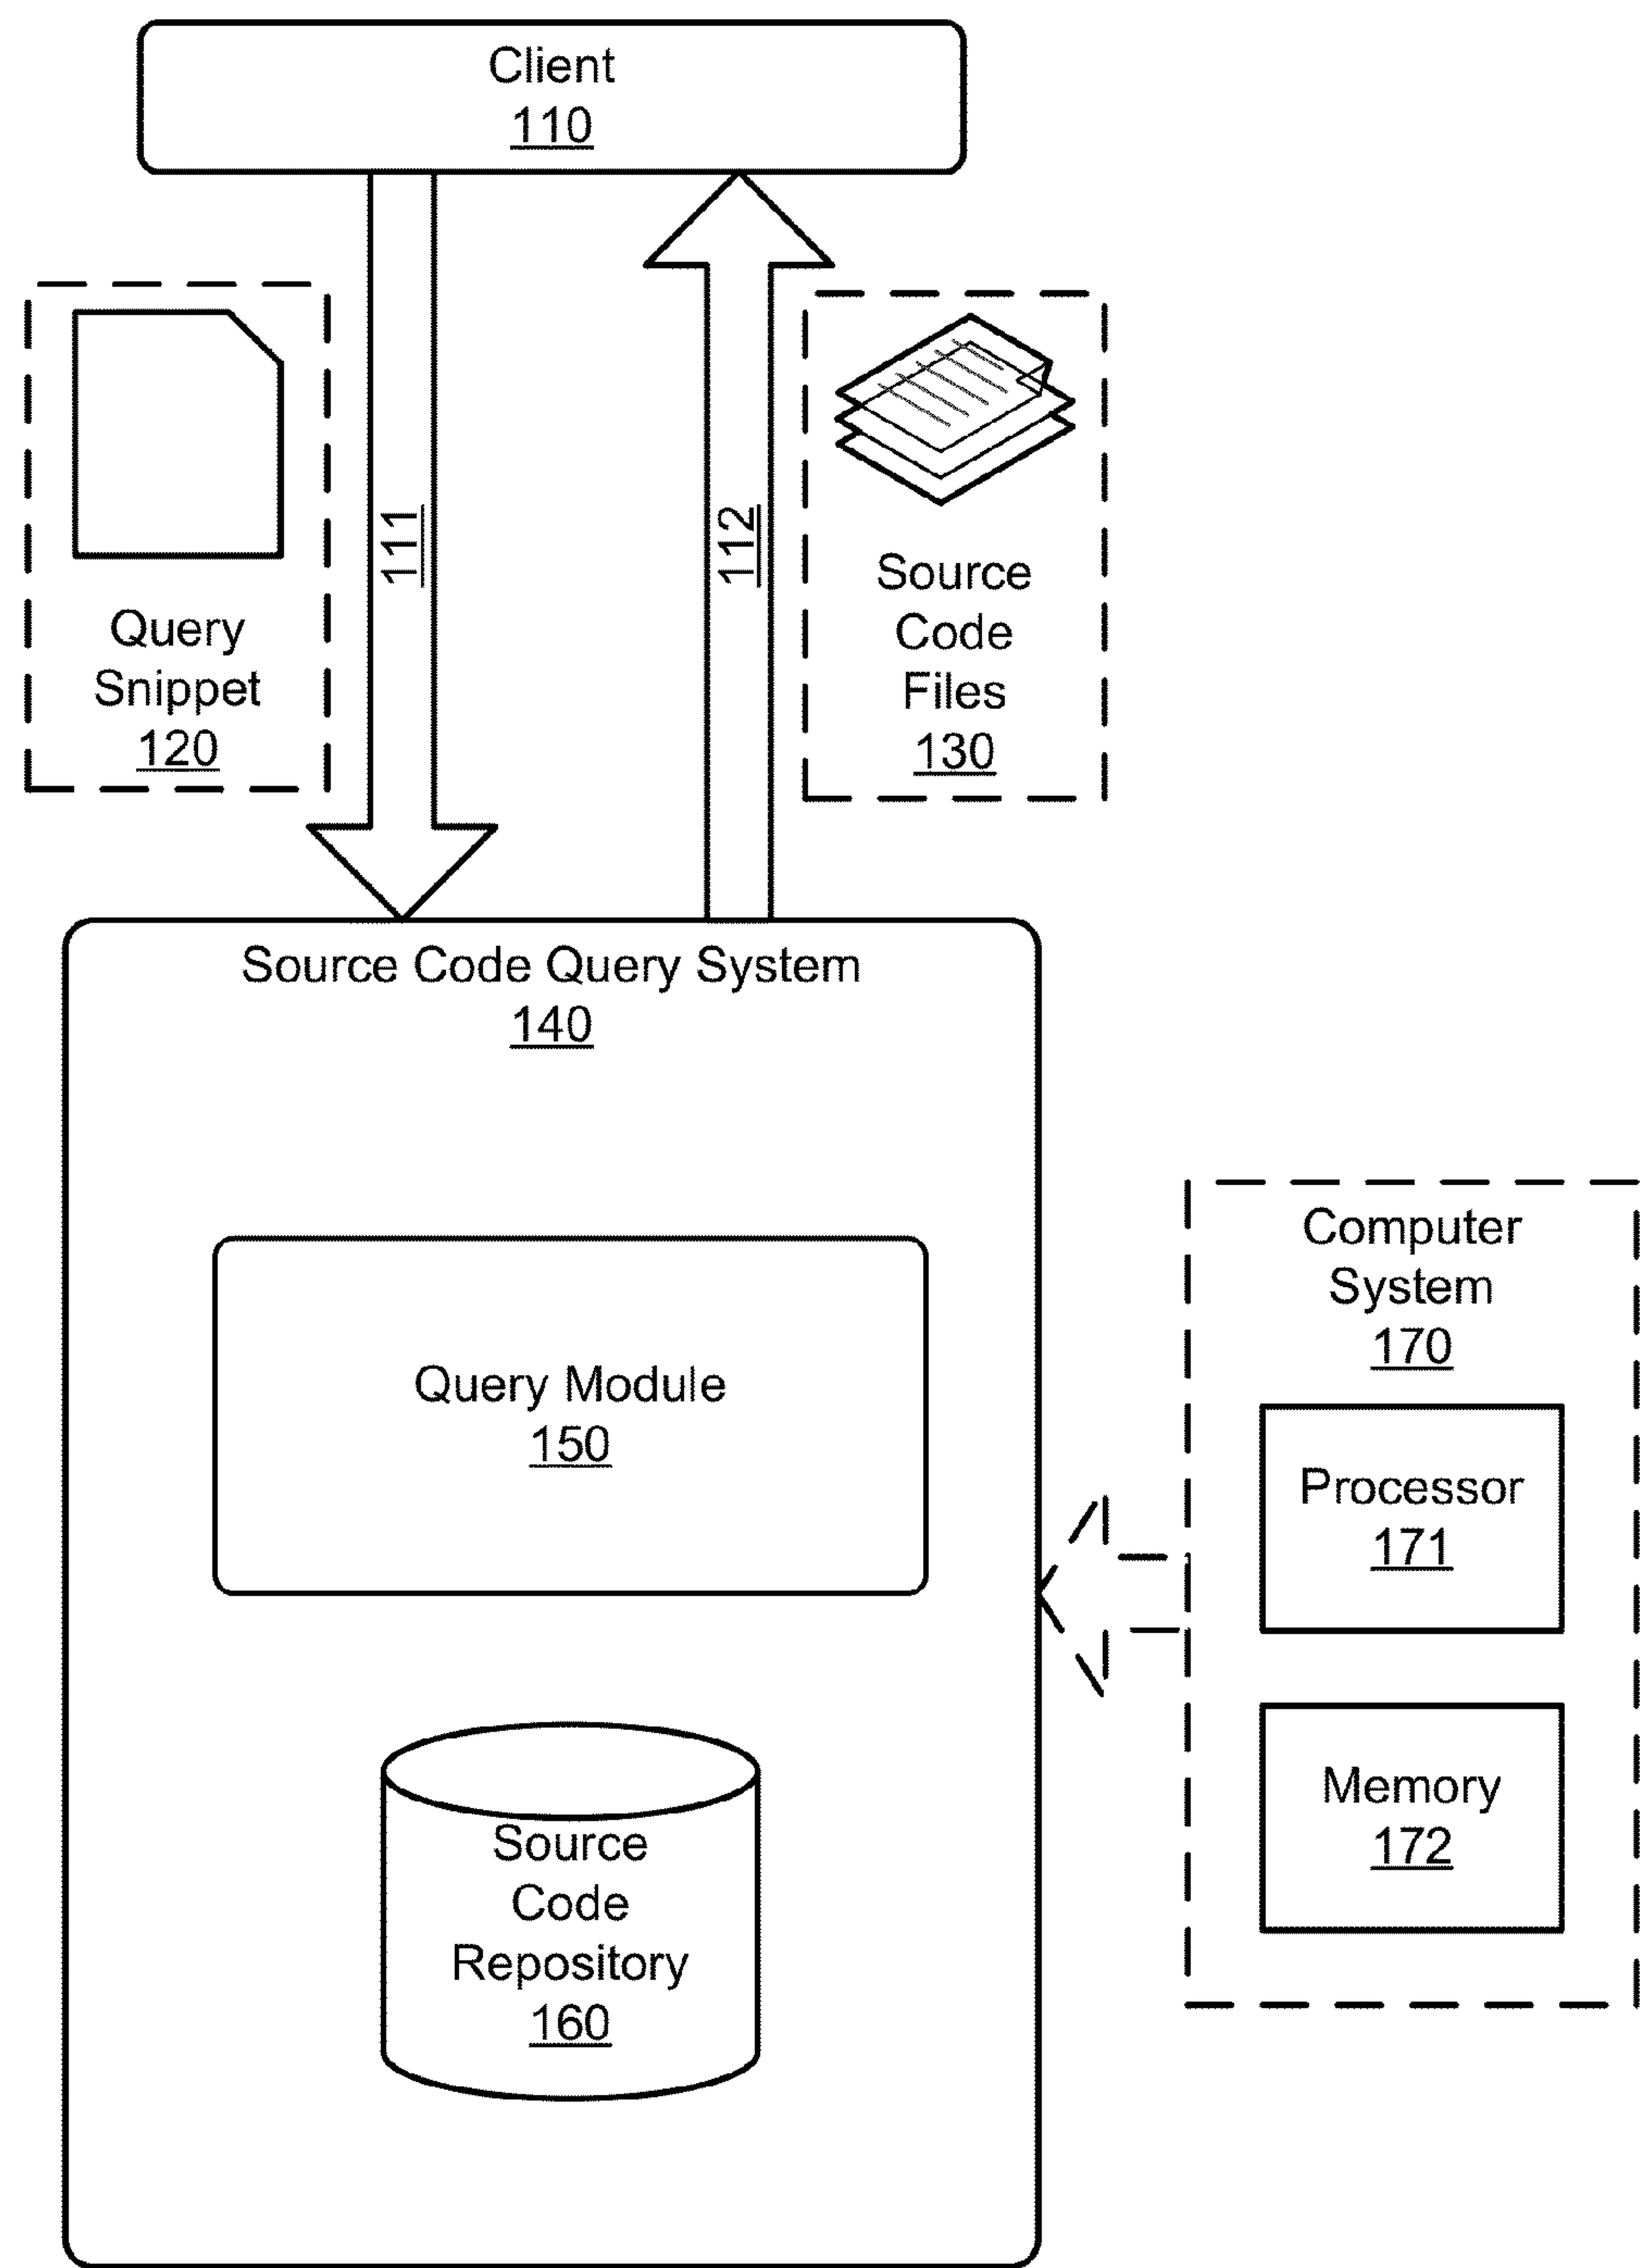 Client
110
111
112
Query
Snippet
120
Source
Code
Files
130
Source Code Query System
140
Query Module
150
Source
Code
Repository
160
Computer
System
170
Processor
171
Memory
172